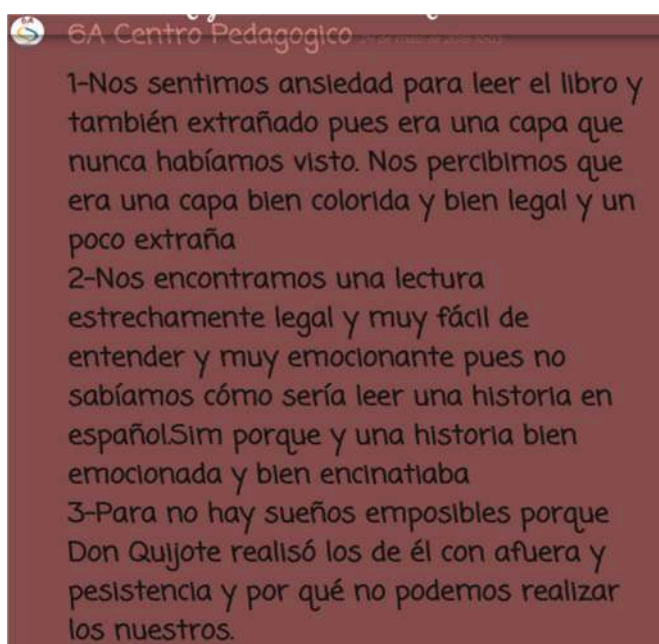 6A Centro Pedagogico
1-Nos sentimos ansiedad para leer el libro y
también extrañado pues era una capa que
nunca habíamos visto. Nos percibimos que
era una capa bien colorida y bien legal y un
poco extraña
2-Nos encontramos una lectura
estrechamente legal y muy fácil de
entender y muy emocionante pues no
sabíamos cómo sería leer una historia en
español.Sim porque y una historia bien
emocionada y bien encinatiaba
3-Para no hay sueños emposibles porque
Don Quijote realisó los de él con afuera y
pesistencia y por qué no podemos realizar
los nuestros.